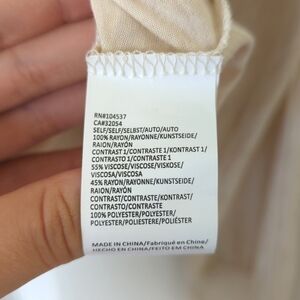 RN#104537
CA#32054
SELF/SELF/SELBST/AUTO/AUTO
100% RAYON/RAYONNE/KUNSTSEIDE/
RAION/RAYÓN
CONTRAST 1/CONTRASTE 1/KONTRAST 1/
CONTRASTO 1/CONTRASTE 1
55% VISCOSE/VISCOSE/VISKOSE/
VISCOSA/VISCOSA
45% RAYON/RAYONNE/KUNSTSEIDE/
RAION/RAYÓN
CONTRAST/CONTRASTE/KONTRAST/
CONTRASTO/CONTRASTE
100% POLYESTER/POLYESTER/
POLYESTER/POLIESTERE/
MADE IN CHINA/Fabriqué en Chine/
HECHO EN CHINA/FEITO EM CHINA